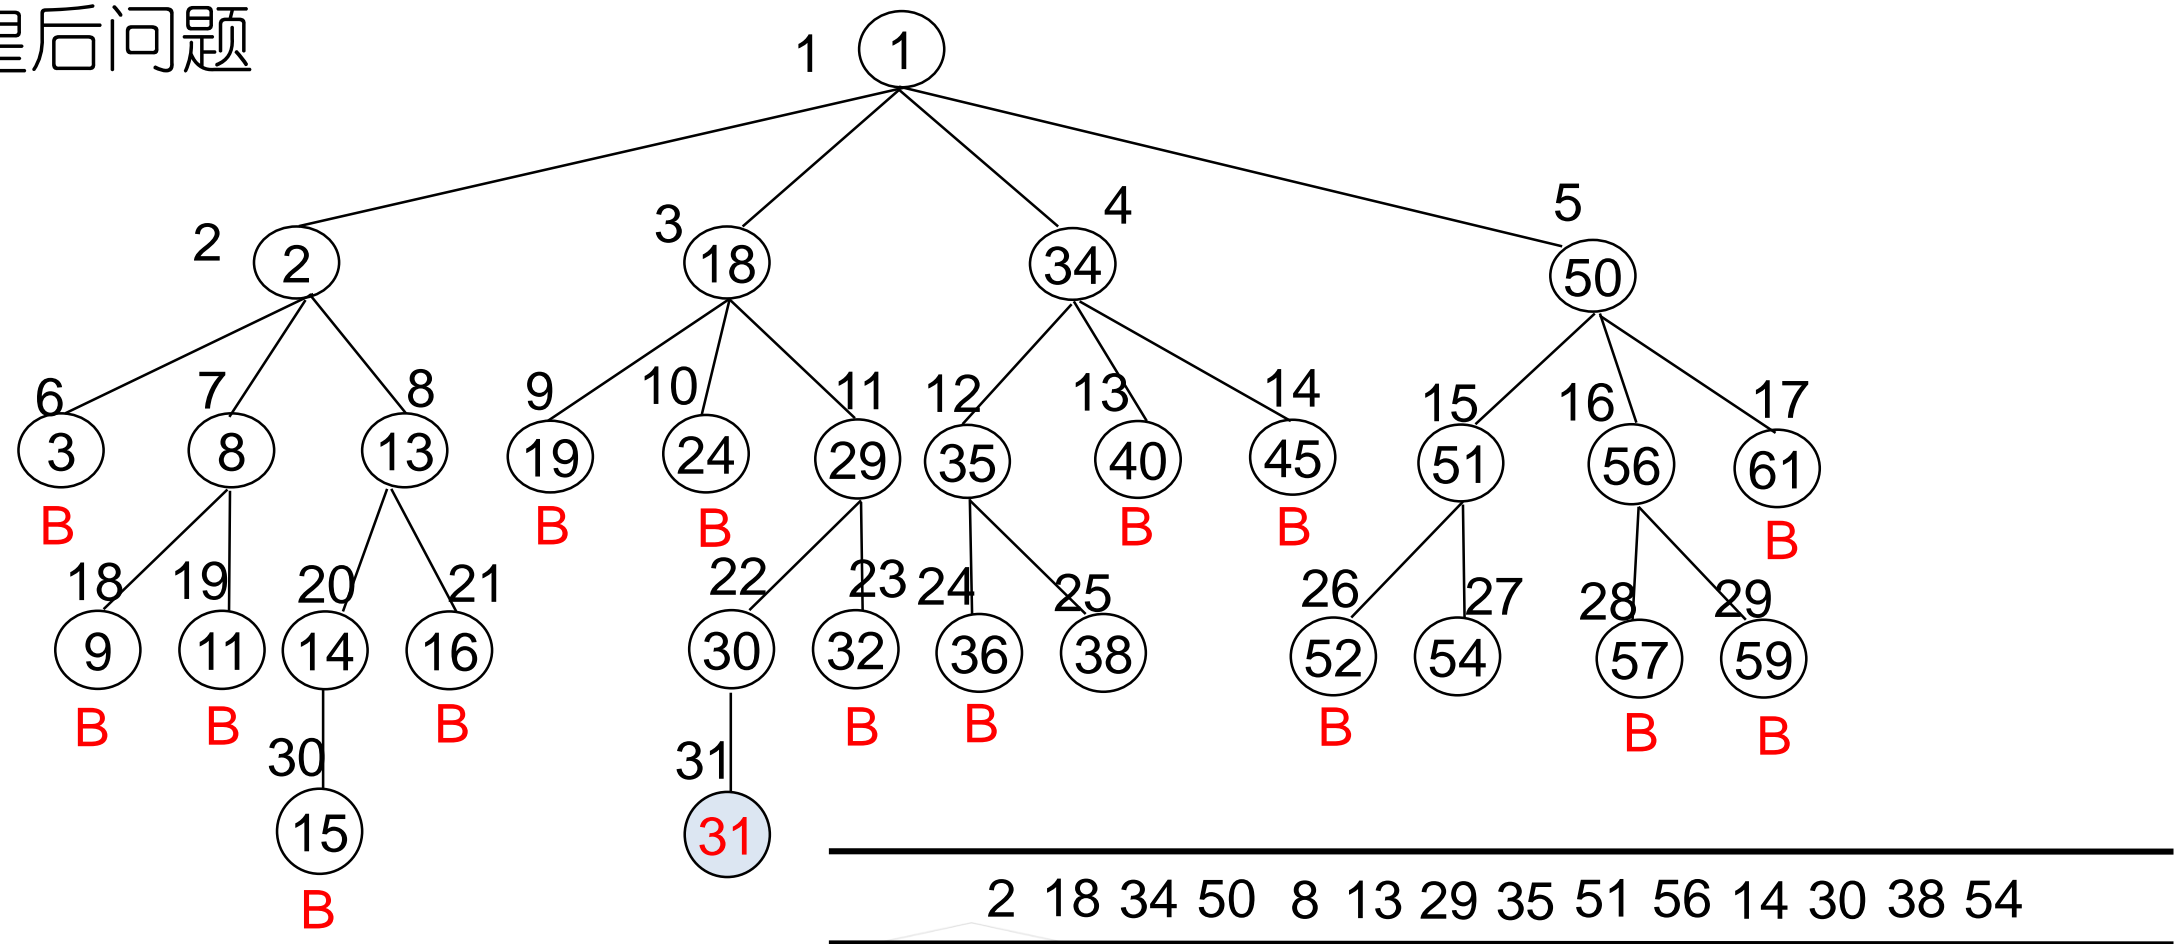 后问题
1 1
2 2 3 18 4 34 5 50
6 7 8 9 10 11 12 13 14 15 16 17
3 8 13 19 24 29 35 40 45 51 56 61
B B B B B B
18 19 20 21 22 23 24 25 26 27 28 29
9 11 14 16 30 32 36 38 52 54 57 59
B B B B B B B B
30 31
15 31
B
2 18 34 50 8 13 29 35 51 56 14 30 38 54